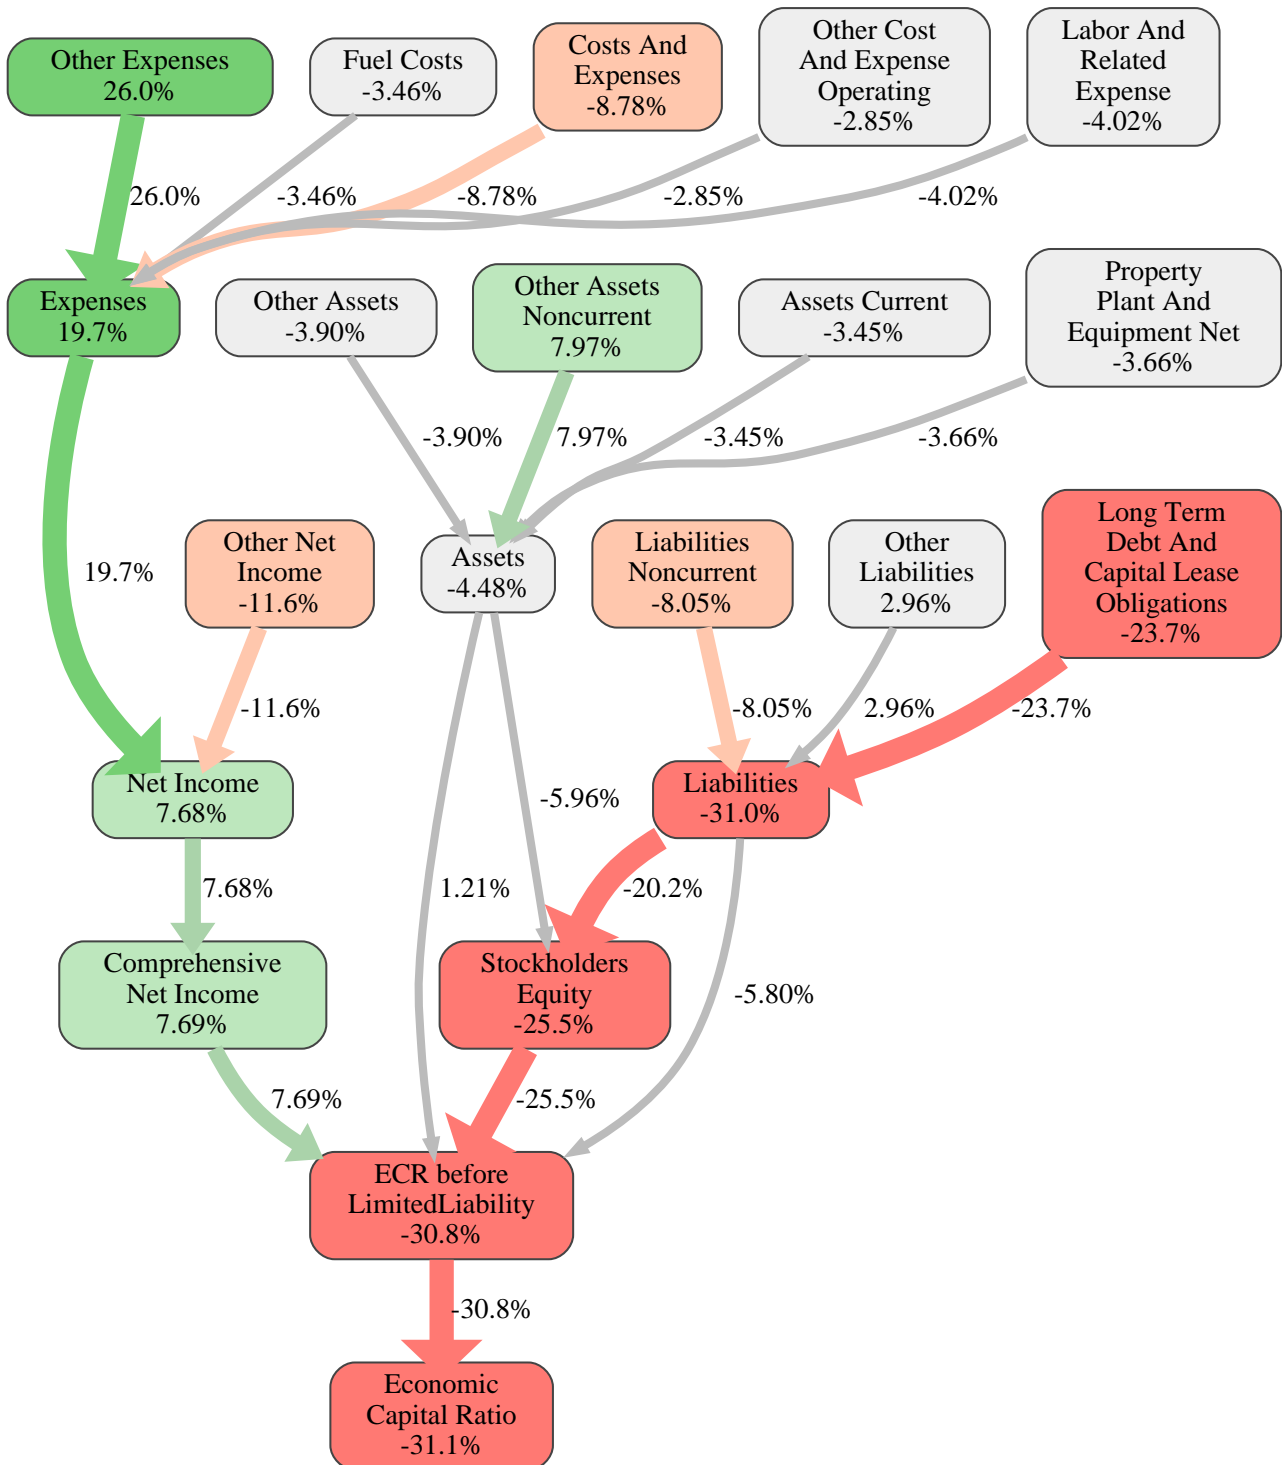 Other Expenses
26.0%
Fuel Costs
-3.46%
Costs And
Expenses
-8.78%
Other Cost
And Expense
Operating
-2.85%
Labor And
Related
Expense
-4.02%
26.0%
-3.46%
-8.78%
-2.85%
-4.02%
Expenses
19.7%
Other Assets
-3.90%
Other Assets
Noncurrent
7.97%
Assets Current
-3.45%
Property
Plant And
Equipment Net
-3.66%
-3.90%
7.97%
-3.45%
-3.66%
19.7%
Other Net
Income
-11.6%
Assets
-4.48%
Liabilities
Noncurrent
-8.05%
Other
Liabilities
2.96%
Long Term
Debt And
Capital Lease
Obligations
-23.7%
-11.6%
-8.05%
2.96%
-23.7%
Net Income
7.68%
-5.96%
Liabilities
-31.0%
7.68%
1.21%
-20.2%
Comprehensive
Net Income
7.69%
Stockholders
Equity
-25.5%
-5.80%
7.69%
-25.5%
ECR before
LimitedLiability
-30.8%
-30.8%
Economic
Capital Ratio
-31.1%